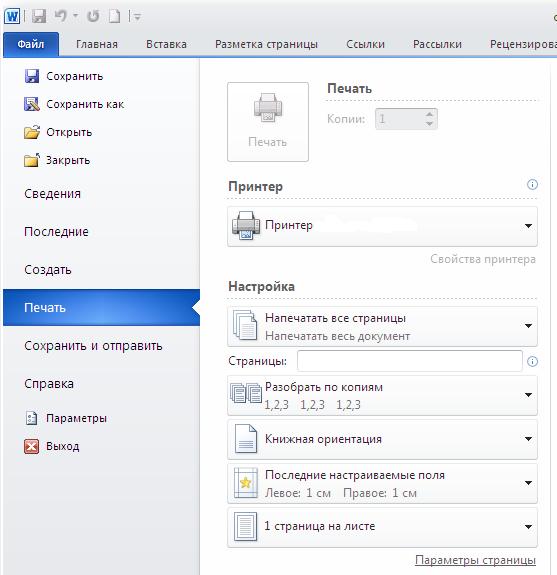 Файл Главная Вставка Разметка страницы Ссылки Рассылки Рецензирова
Сохранить
Сохранить как
Открыть
Закрыть
Сведения
Последние
Создать
Печать
Сохранить и отправить
Справка
Параметры
Выход
Печать
Печать
Копии: 1
Принтер
Принтер
Свойства принтера
Настройка
Напечатать все страницы
Напечатать весь документ
Страницы:
Разобрать по копиям
1,2,3 1,2,3 1,2,3
Книжная ориентация
Последние настраиваемые поля
Левое: 1 см Правое: 1 см
1 страница на листе
Параметры страницы